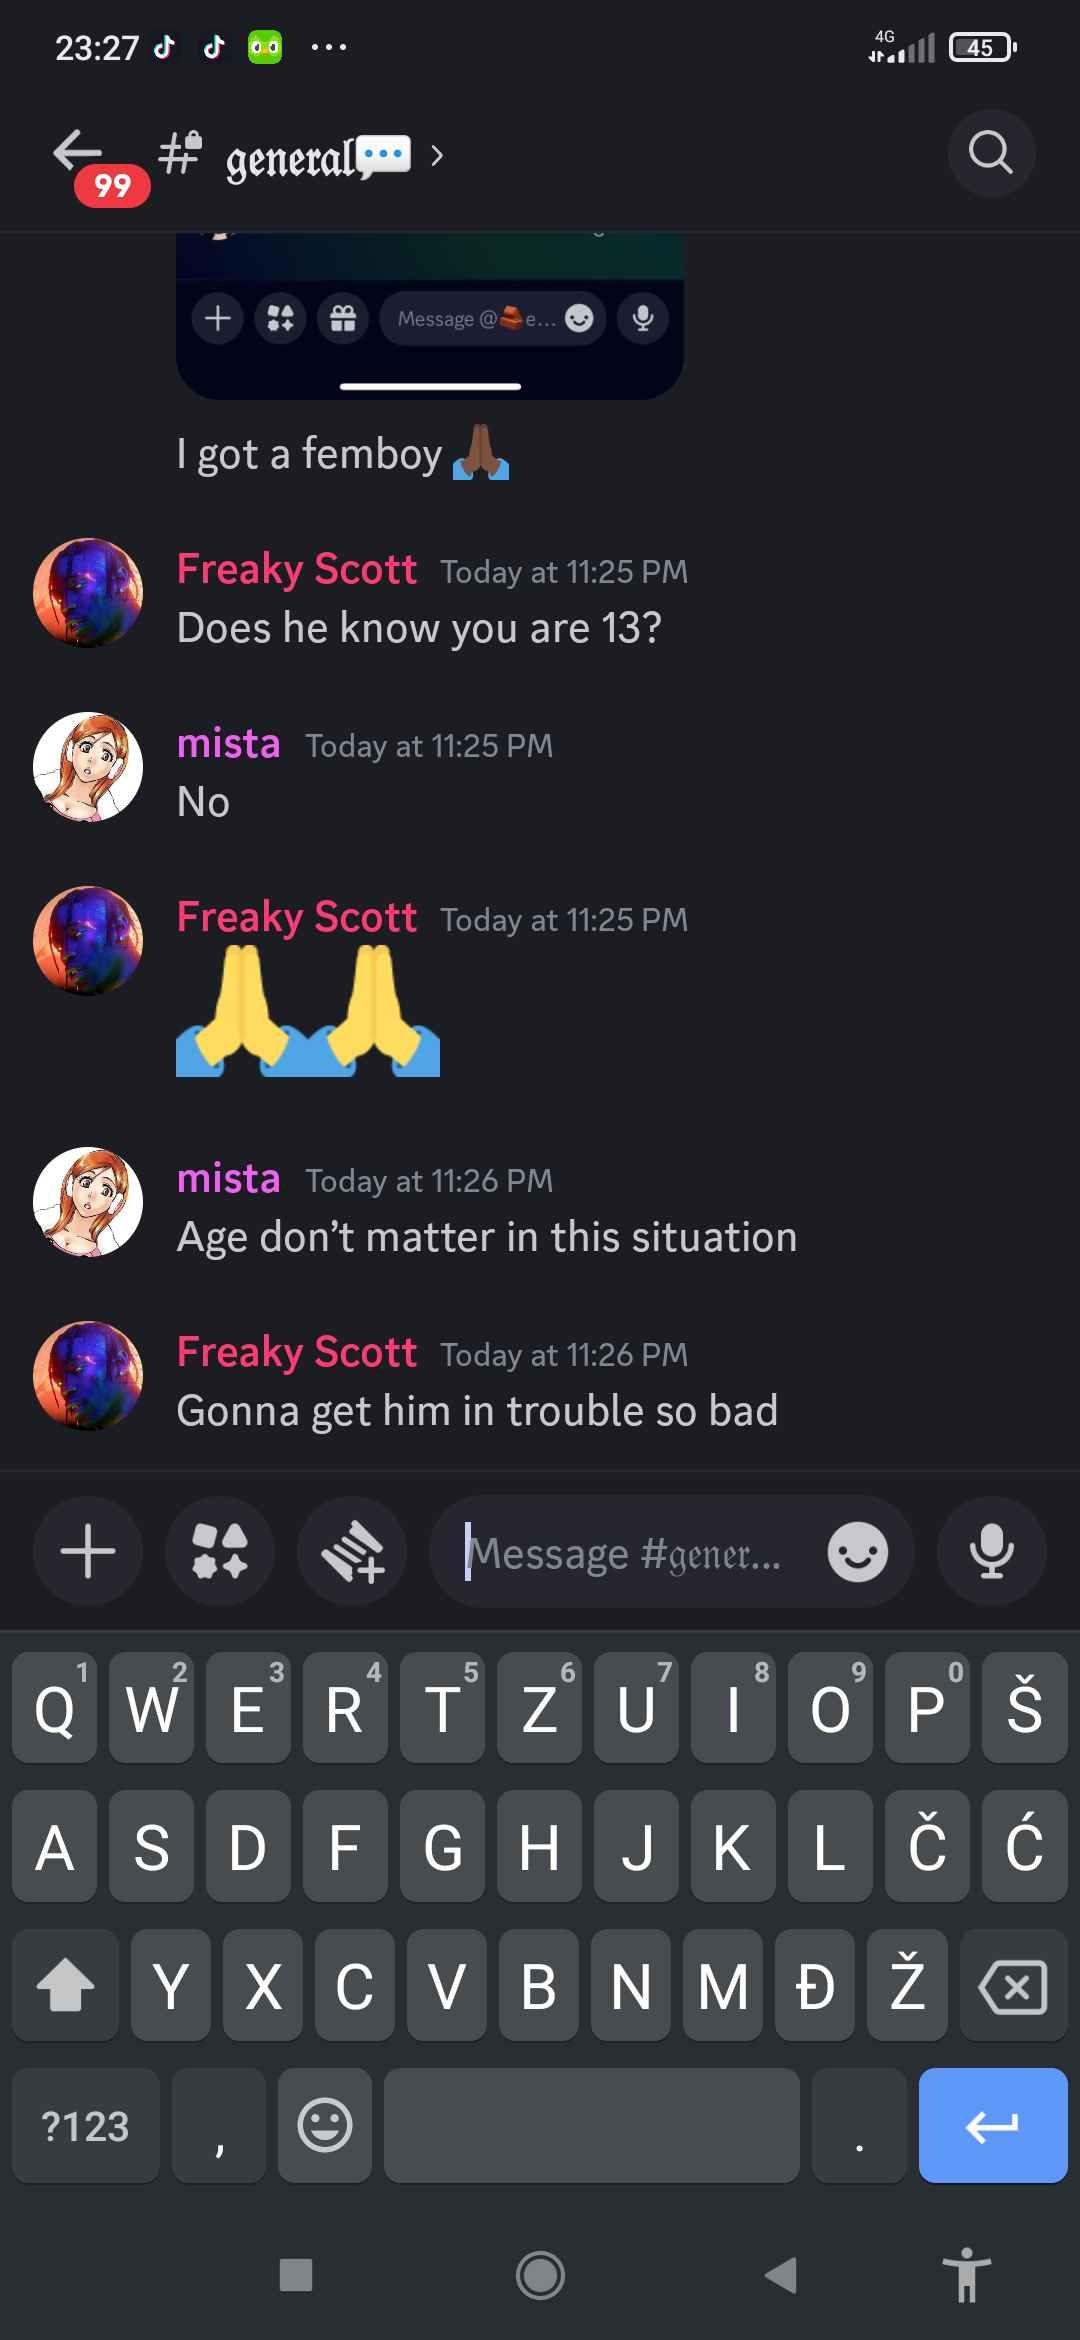 23:27
4G
45
99
general
Message @ e...
I got a femboy
Freaky Scott Today at 11:25 PM
Does he know you are 13?
mista Today at 11:25 PM
No
Freaky Scott Today at 11:25 PM
mista Today at 11:26 PM
Age don't matter in this situation
Freaky Scott Today at 11:26 PM
Gonna get him in trouble so bad
Message #gener...
1 2 3 4 5 6 7 8 9 0
Q W E R T Z U I O P Š
A S D F G H J K L Č Ć
Y X C V B N M Đ Ž
?123 , .